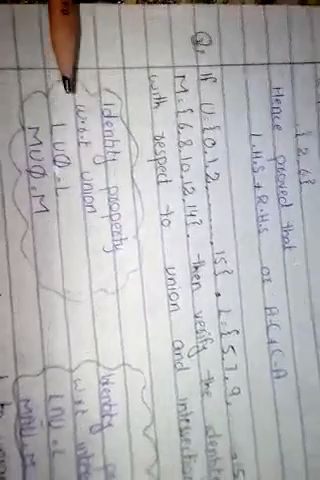 {2,6}
Hence proved that
L.H.S ≠ R.H.S or A-C ≠ C-A
Q. If U={0,1,2,......,15}, L={5,7,9,...15
M={6,8,10,12,14}, then verify the identity
with respect to union and intersection
Identity property
w.r.t union
L∪Ø=L
M∪Ø=M
Identity
w.r.t
L∩U=L
M∩U=M